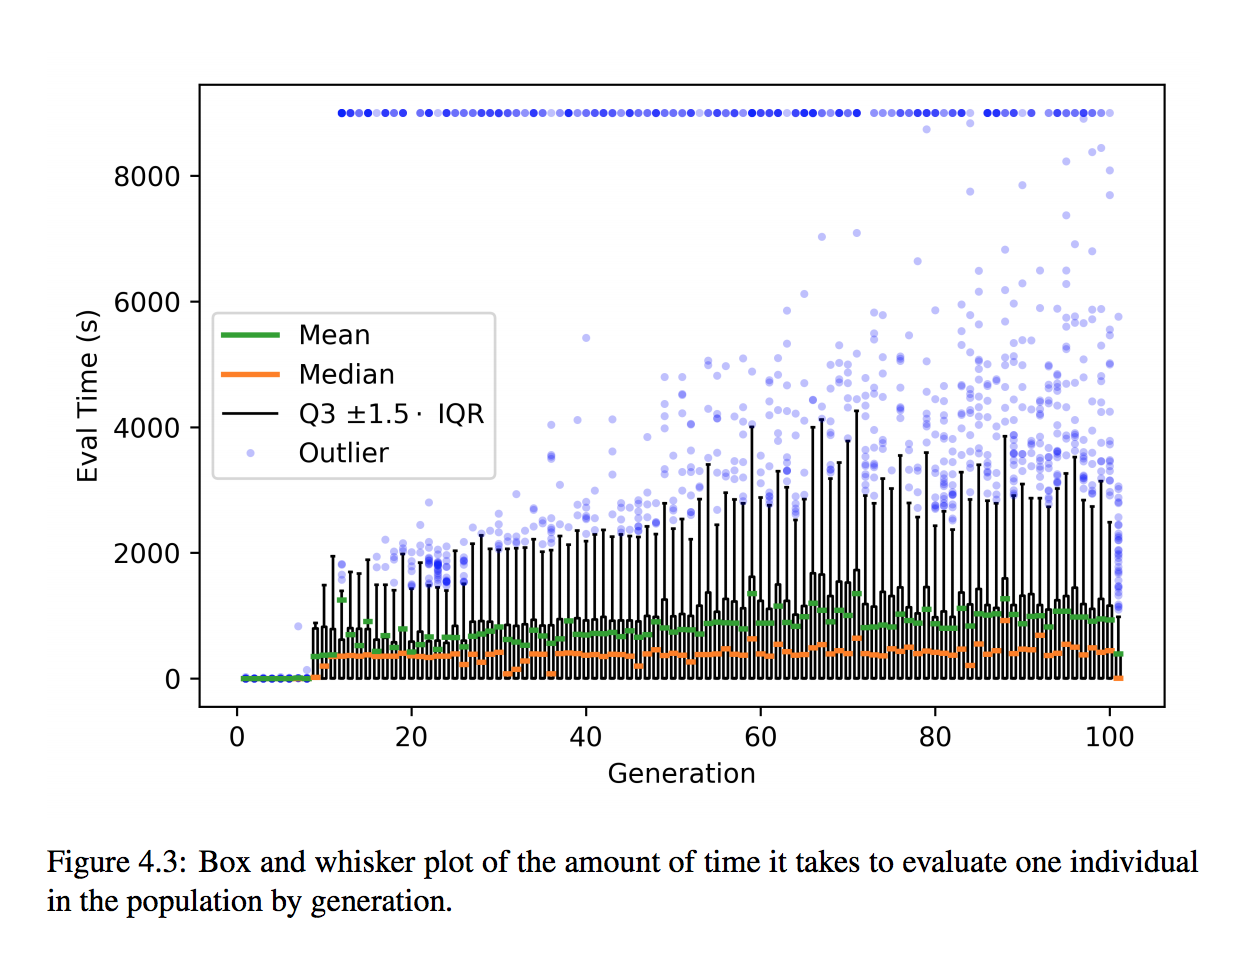 8000
6000
4000
2000
0
Eval Time (s)
Mean
Median
Q3 ±1.5· IQR
Outlier
0 20 40 60 80 100
Generation
Figure 4.3: Box and whisker plot of the amount of time it takes to evaluate one individual
in the population by generation.